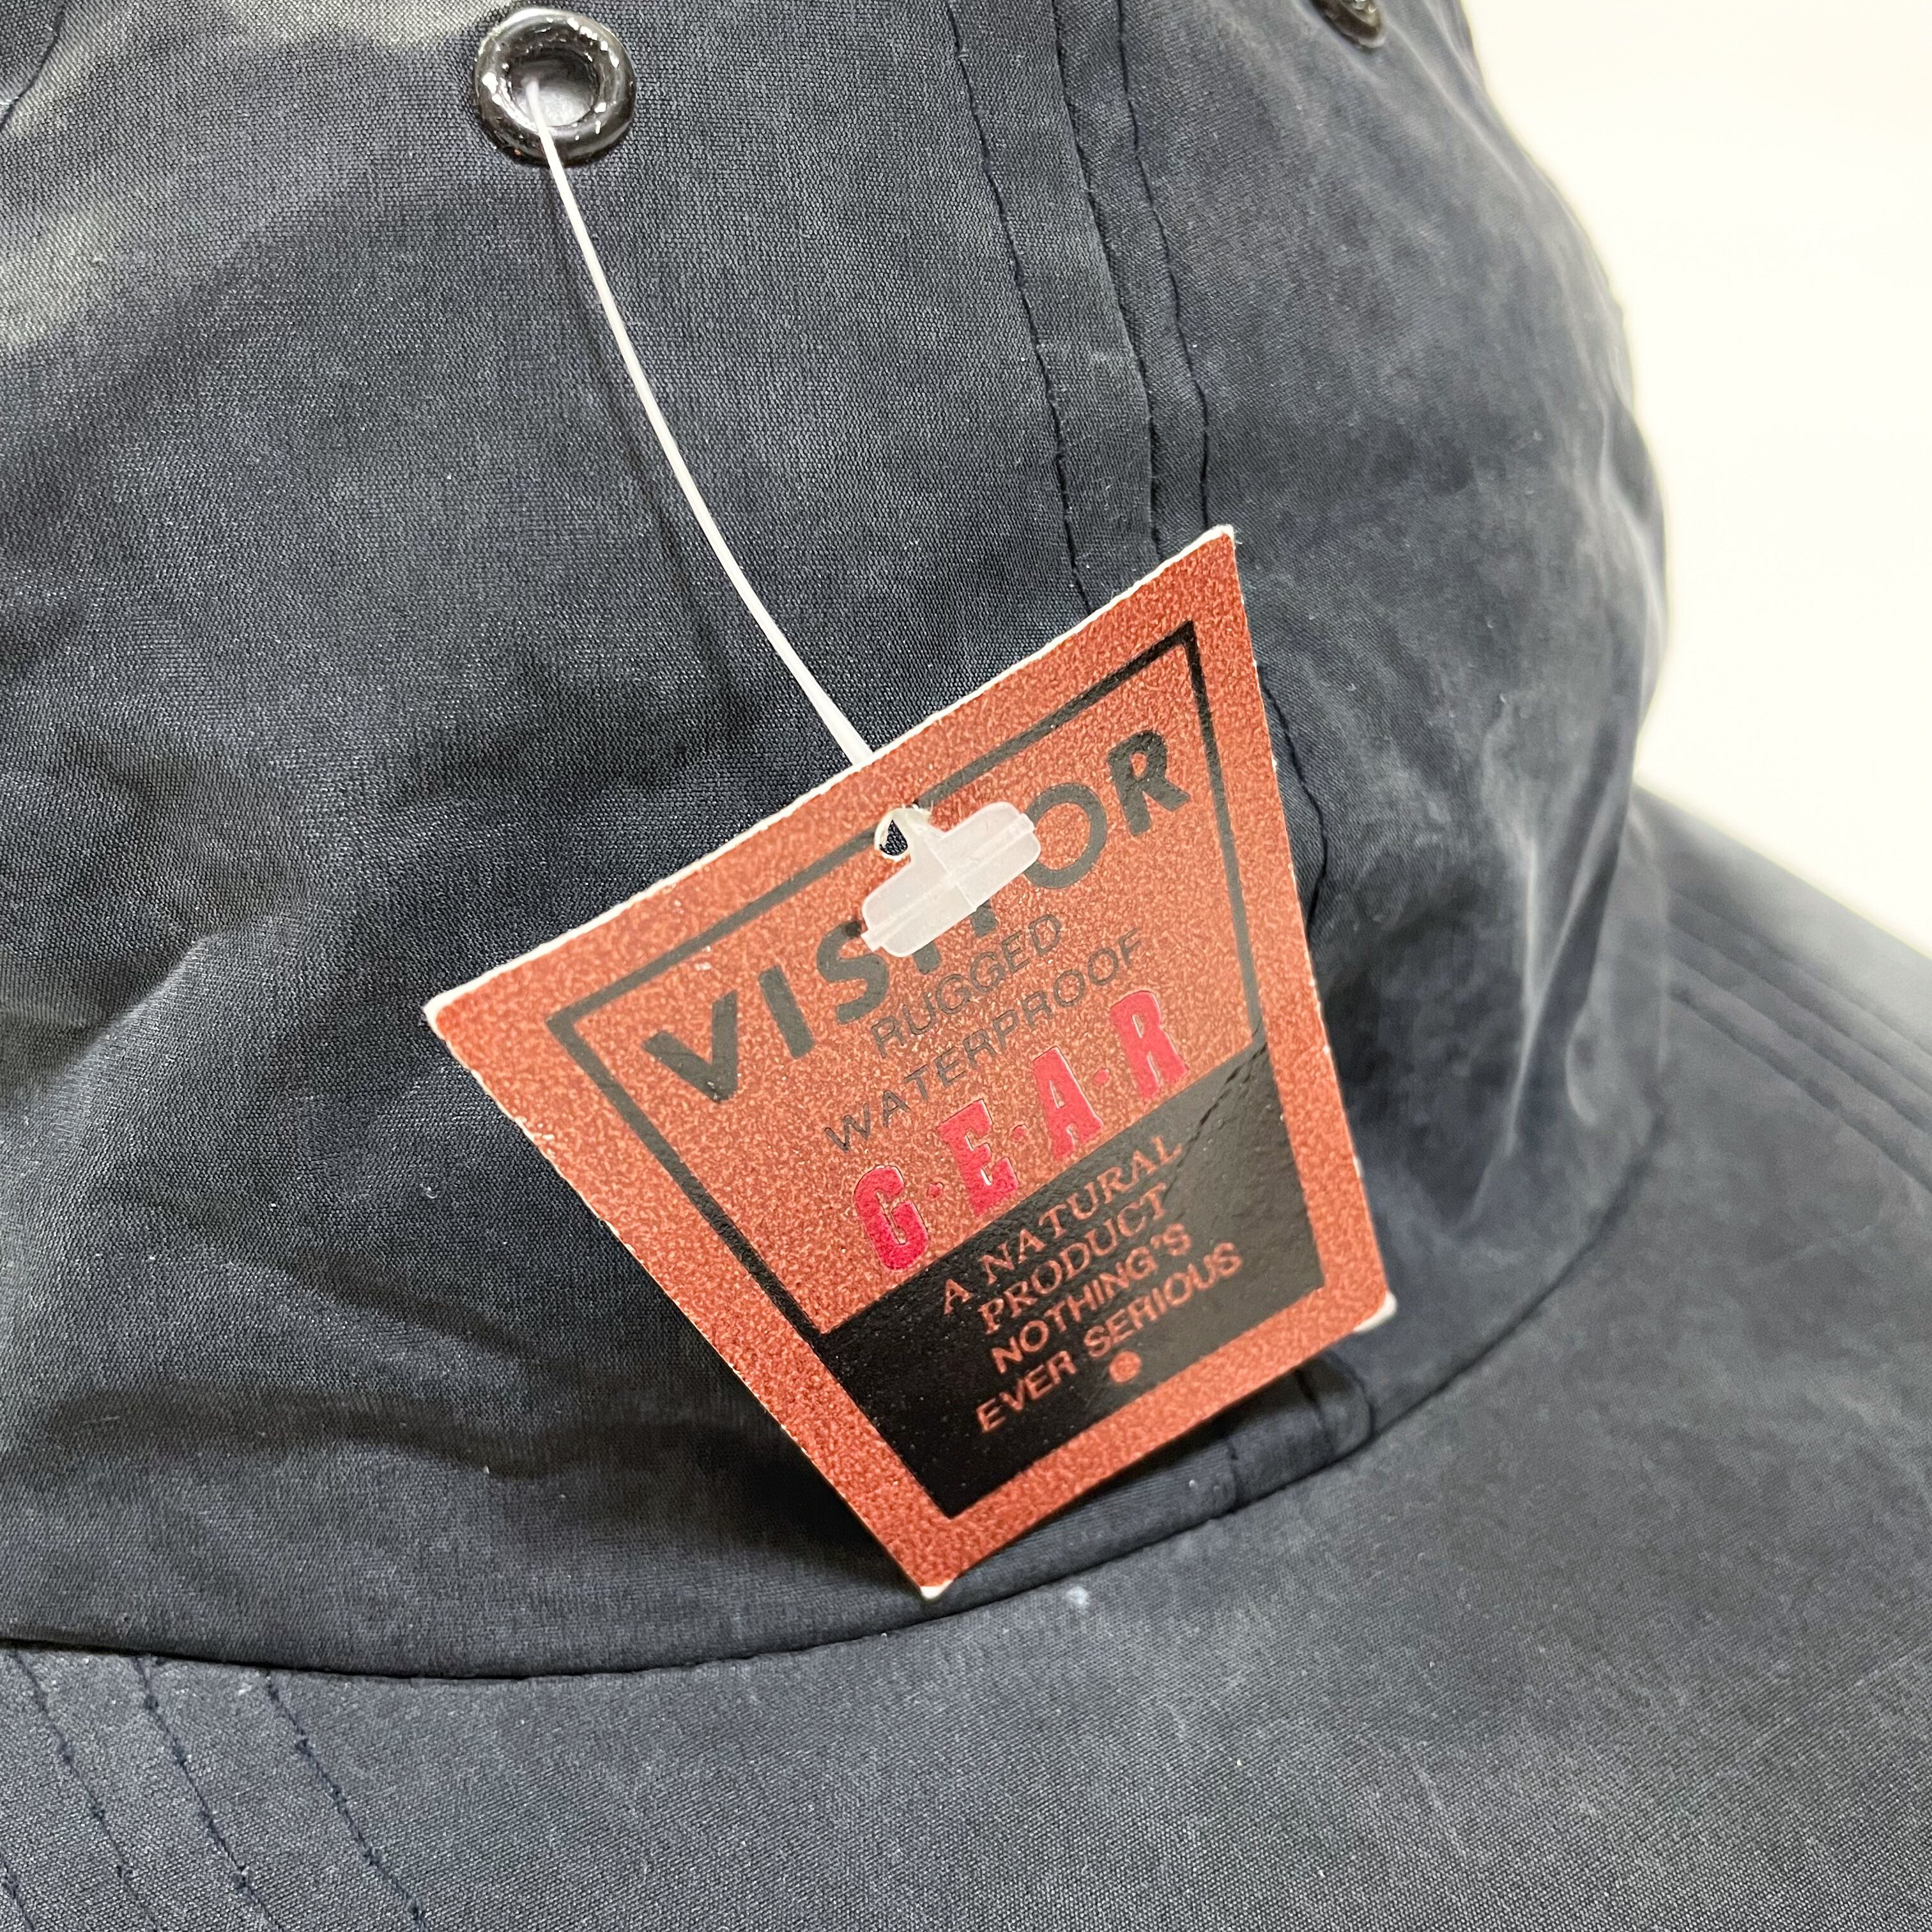 VISITOR
RUGGED
WATERPROOF
G·E·A·R
A NATURAL
PRODUCT
NOTHING'S
EVER SERIOUS